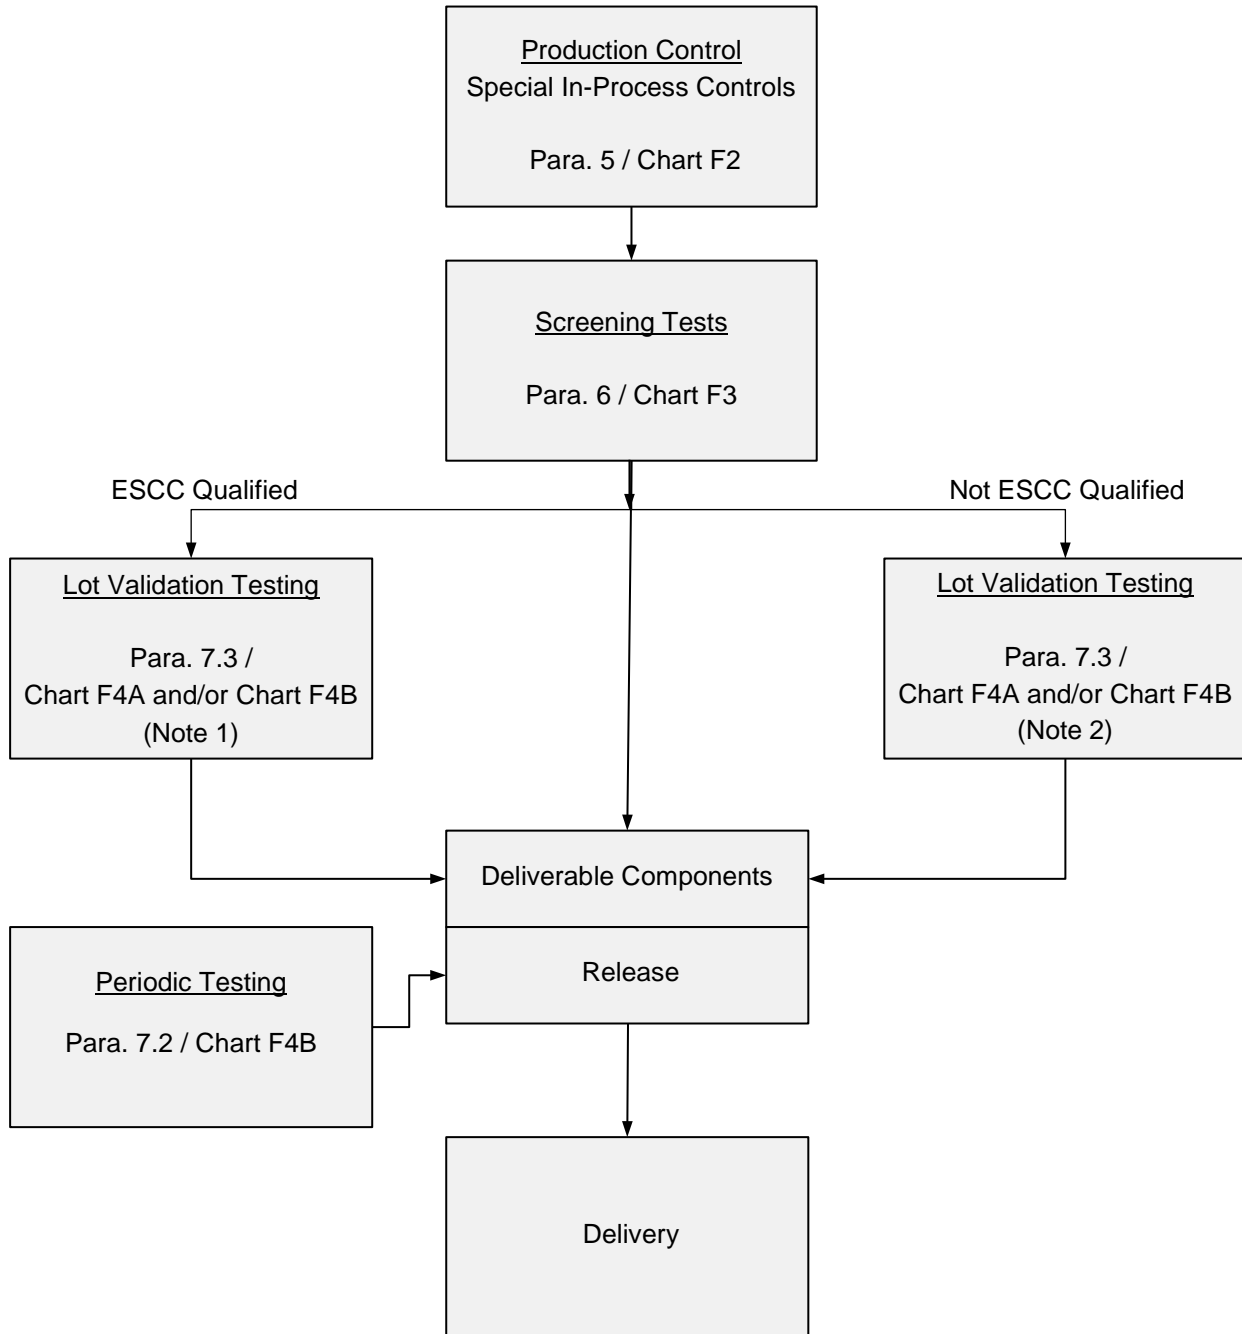 Production Control
Special In-Process Controls
Para. 5 / Chart F2
Screening Tests
Para. 6 / Chart F3
ESCC Qualified
Not ESCC Qualified
Lot Validation Testing
Para. 7.3 /
Chart F4A and/or Chart F4B
(Note 1)
Lot Validation Testing
Para. 7.3 /
Chart F4A and/or Chart F4B
(Note 2)
Deliverable Components
Release
Periodic Testing
Para. 7.2 / Chart F4B
Delivery